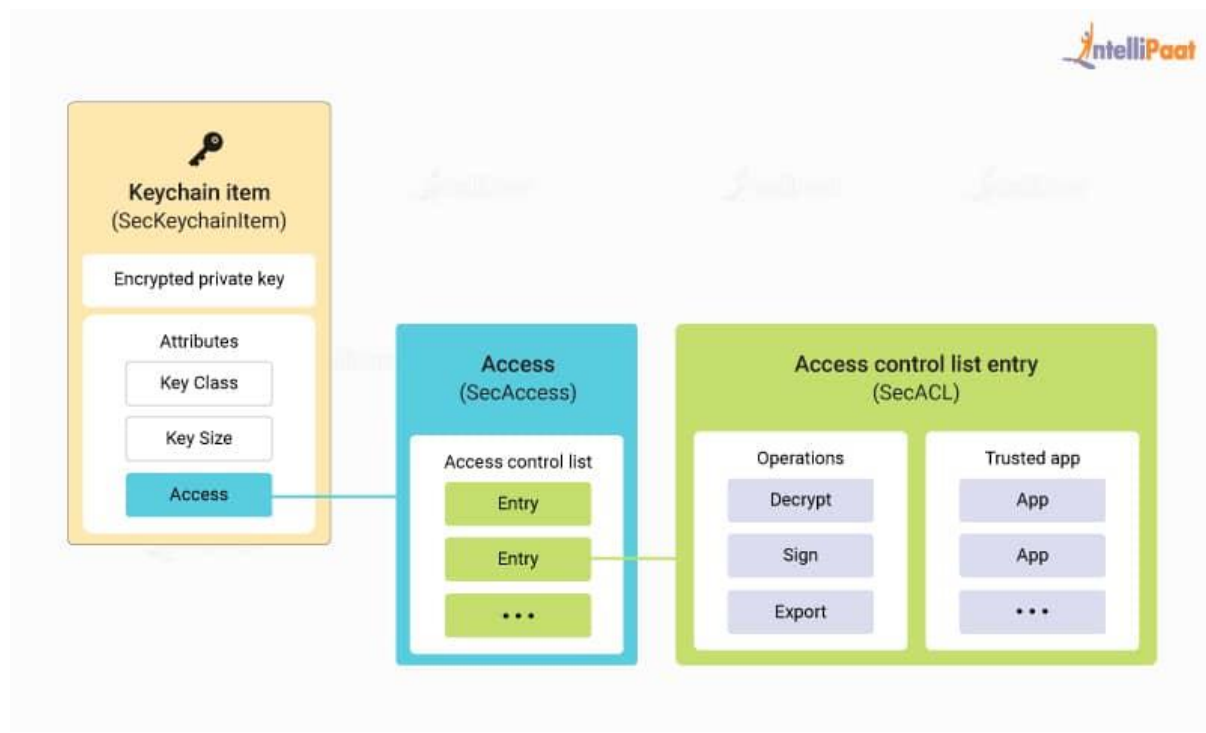 IntelliPaat
Keychain item
(SecKeychainItem)
Encrypted private key
Attributes
Key Class
Key Size
Access
Access
(SecAccess)
Access control list
Entry
Entry
•••
Access control list entry
(SecACL)
Operations
Decrypt
Sign
Export
Trusted app
App
App
•••